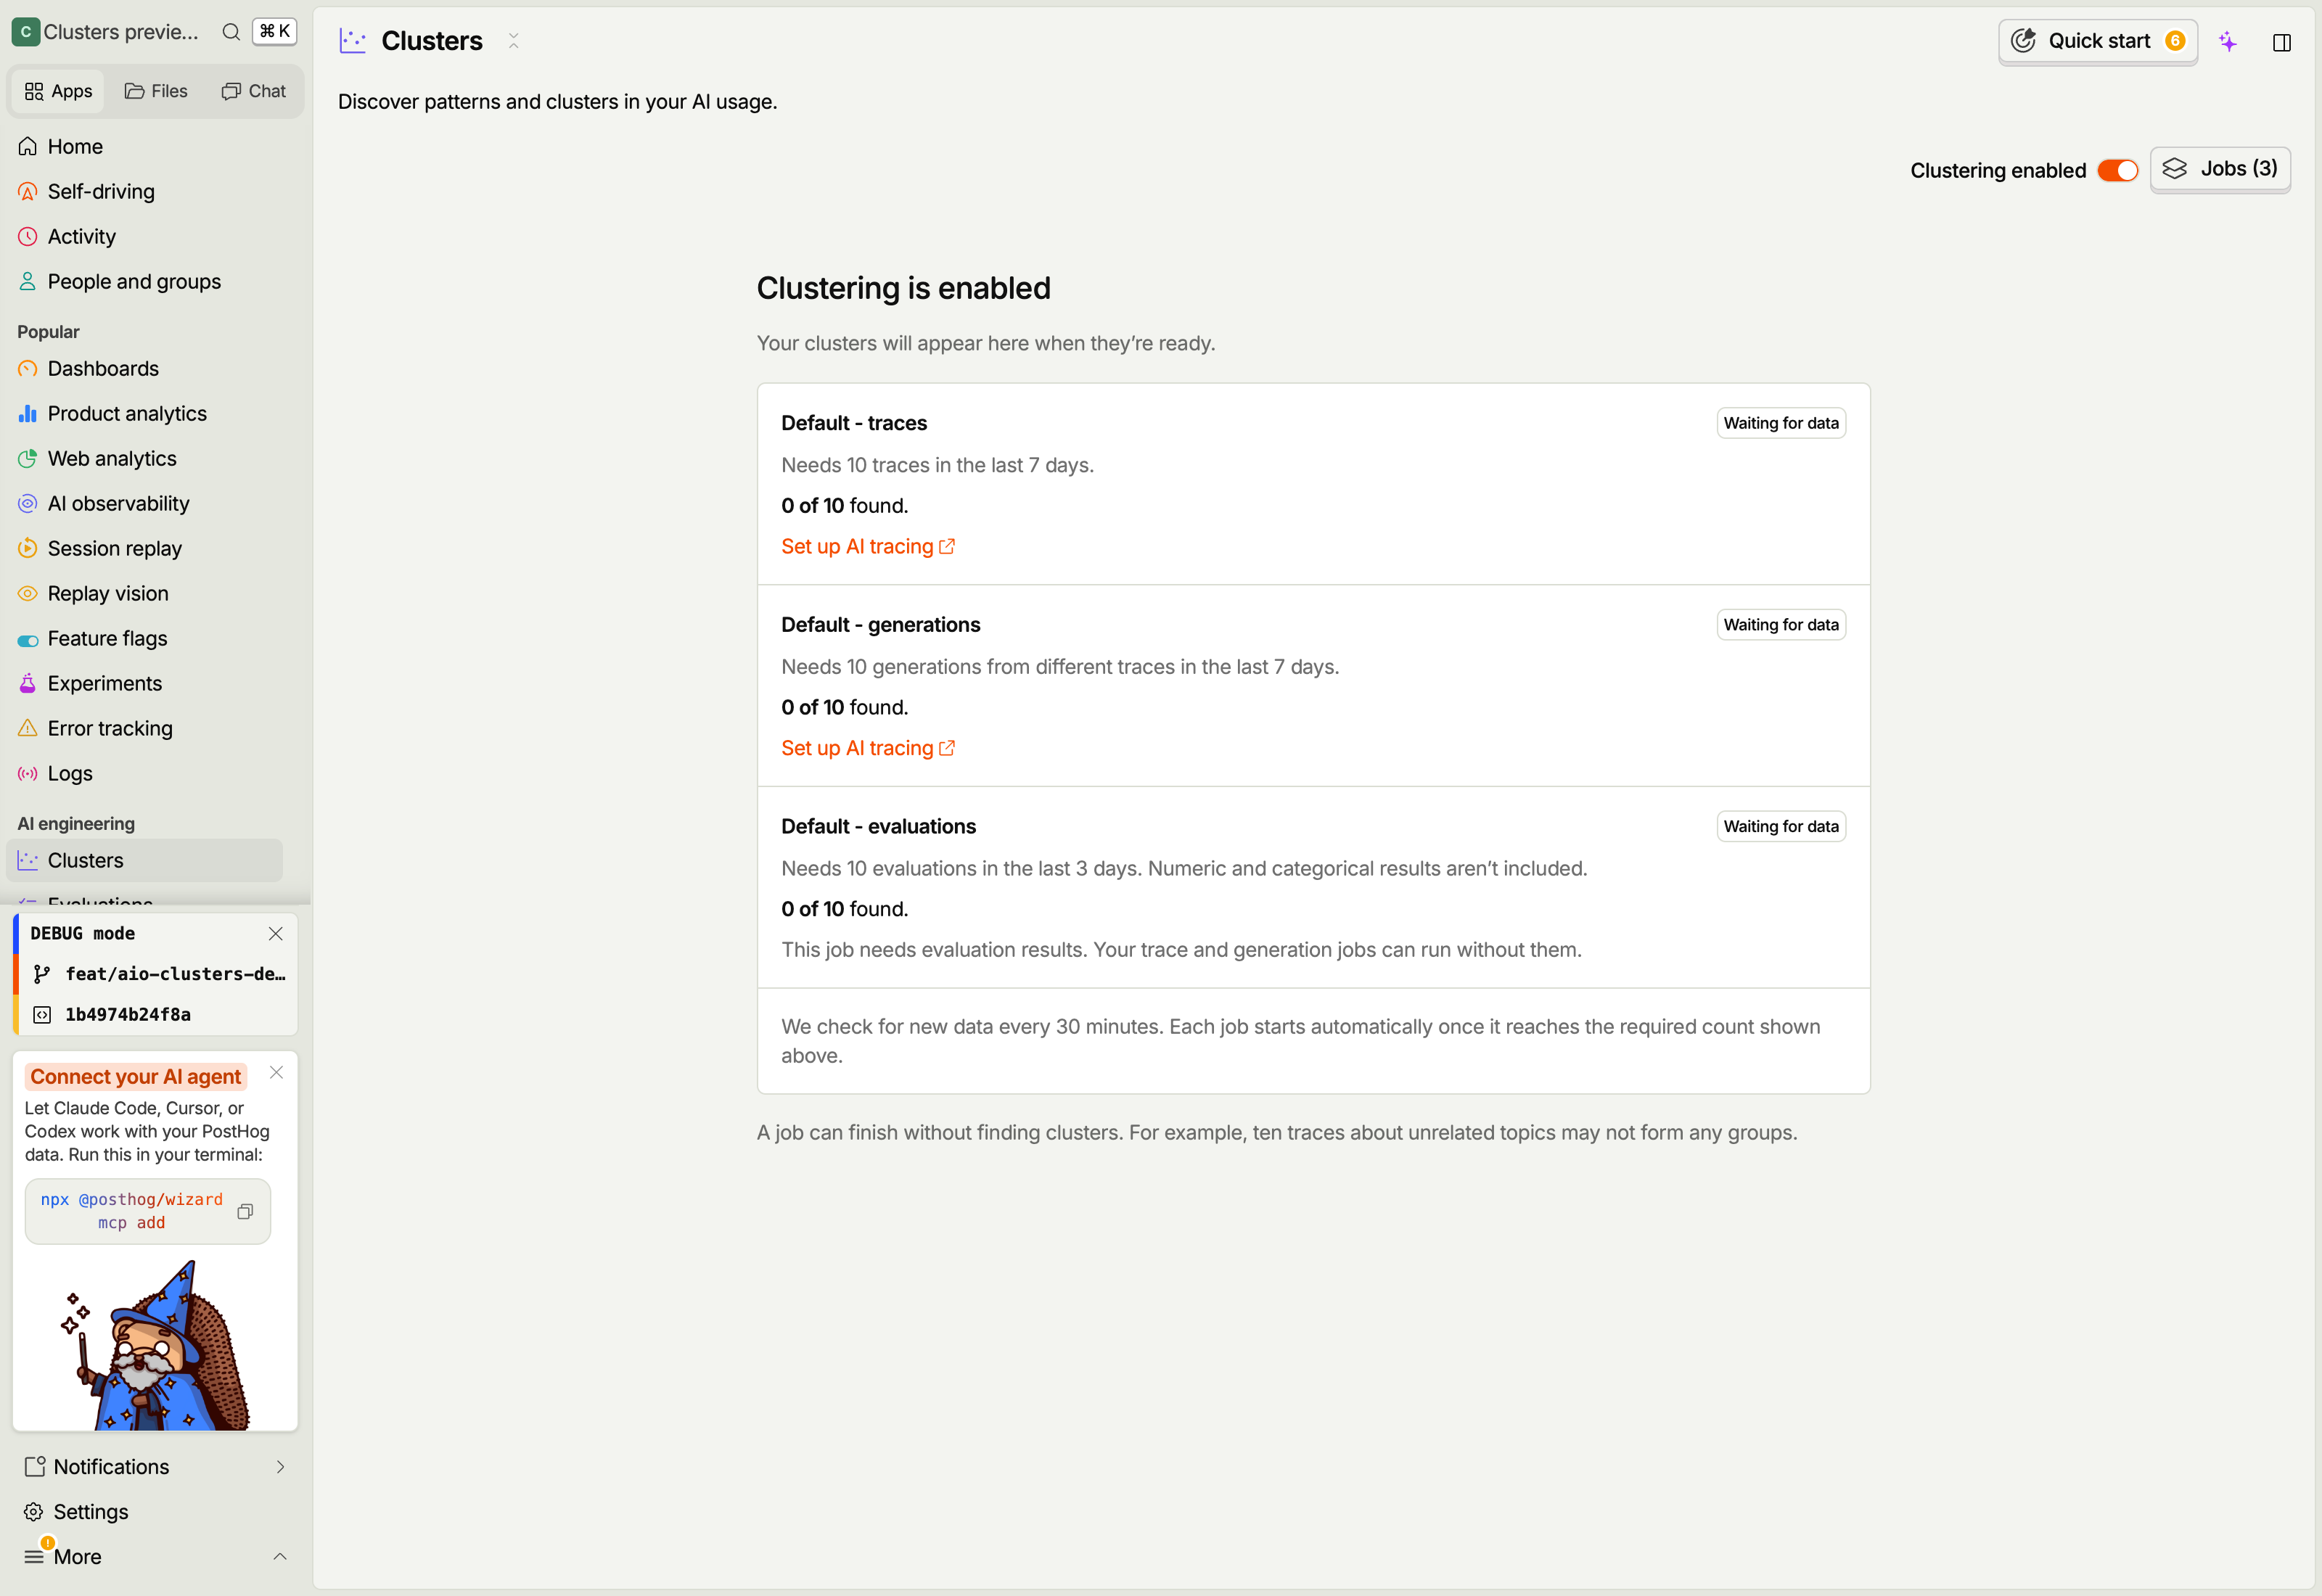 C Clusters previe... ⌘ K
Apps Files Chat
Home
Self-driving
Activity
People and groups
Popular
Dashboards
Product analytics
Web analytics
AI observability
Session replay
Replay vision
Feature flags
Experiments
Error tracking
Logs
AI engineering
Clusters
Evaluations
DEBUG mode
feat/aio-clusters-de…
1b4974b24f8a
Connect your AI agent
Let Claude Code, Cursor, or
Codex work with your PostHog
data. Run this in your terminal:
npx @posthog/wizard
mcp add
Notifications
Settings
More
Clusters
Quick start 6
Discover patterns and clusters in your AI usage.
Clustering enabled
Jobs (3)
Clustering is enabled
Your clusters will appear here when they’re ready.
Default - traces
Waiting for data
Needs 10 traces in the last 7 days.
0 of 10 found.
Set up AI tracing
Default - generations
Waiting for data
Needs 10 generations from different traces in the last 7 days.
0 of 10 found.
Set up AI tracing
Default - evaluations
Waiting for data
Needs 10 evaluations in the last 3 days. Numeric and categorical results aren’t included.
0 of 10 found.
This job needs evaluation results. Your trace and generation jobs can run without them.
We check for new data every 30 minutes. Each job starts automatically once it reaches the required count shown
above.
A job can finish without finding clusters. For example, ten traces about unrelated topics may not form any groups.